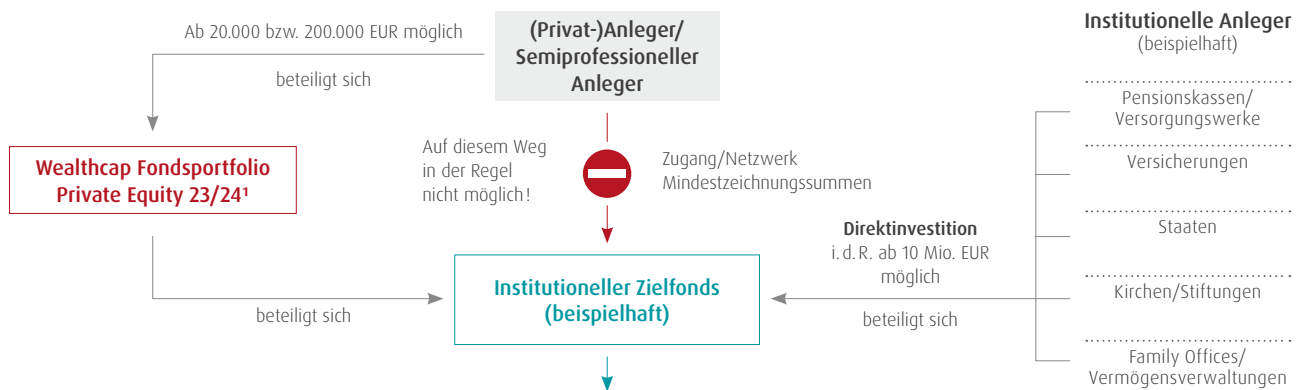 Ab 20.000 bzw. 200.000 EUR möglich
beteiligt sich
(Privat-)Anleger/
Semiprofessioneller
Anleger
Institutionelle Anleger
(beispielhaft)
Pensionskassen/
Versorgungswerke
Versicherungen
Staaten
Kirchen/Stiftungen
Family Offices/
Vermögensverwaltungen
Wealthcap Fondsportfolio
Private Equity 23/24¹
Auf diesem Weg
in der Regel
nicht möglich!
Zugang/Netzwerk
Mindestzeichnungssummen
Direktinvestition
i. d. R. ab 10 Mio. EUR
möglich
beteiligt sich
Institutioneller Zielfonds
(beispielhaft)
beteiligt sich